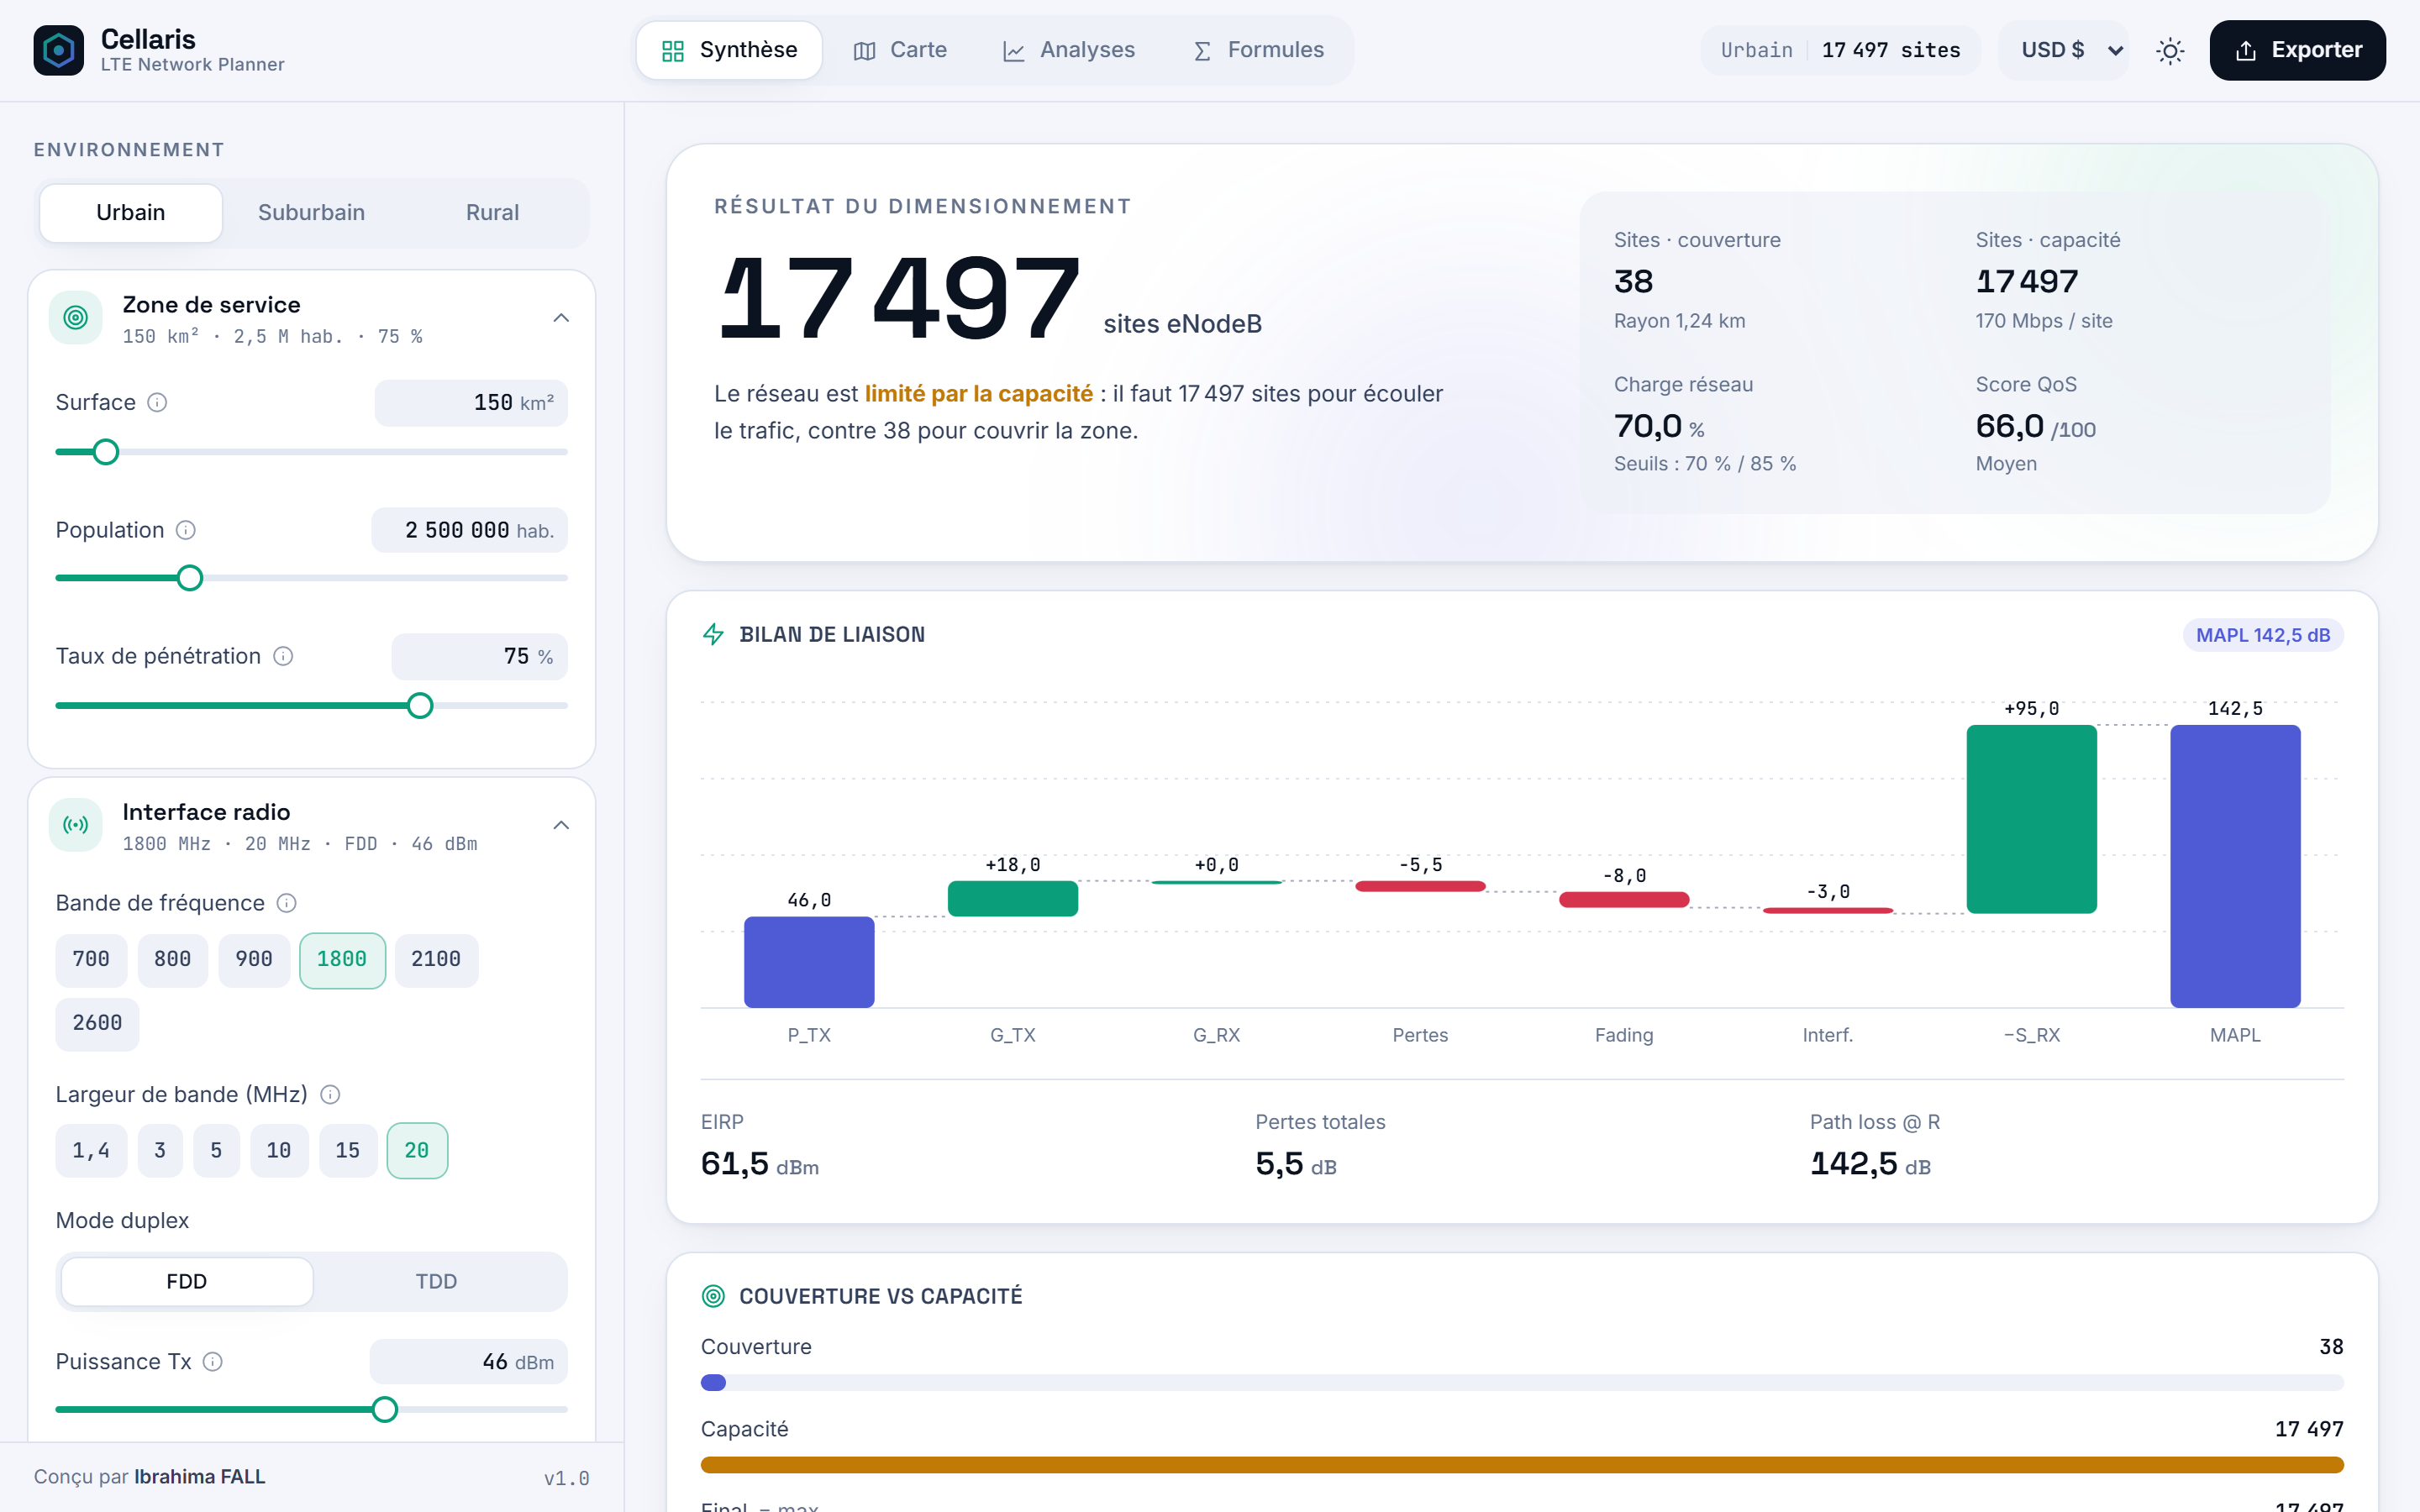 Cellaris
LTE Network Planner
Synthèse
Carte
Analyses
Formules
Urbain
17 497 sites
USD $
Exporter
ENVIRONNEMENT
Urbain
Suburbain
Rural
Zone de service
150 km² · 2,5 M hab. · 75 %
Surface
150 km²
Population
2 500 000 hab.
Taux de pénétration
75 %
Interface radio
1800 MHz · 20 MHz · FDD · 46 dBm
Bande de fréquence
700 800 900 1800 2100
2600
Largeur de bande (MHz)
1,4 3 5 10 15 20
Mode duplex
FDD TDD
Puissance Tx
46 dBm
Conçu par Ibrahima FALL
v1.0
RÉSULTAT DU DIMENSIONNEMENT
17 497 sites eNodeB
Le réseau est limité par la capacité : il faut 17 497 sites pour écouler
le trafic, contre 38 pour couvrir la zone.
Sites · couverture
38
Rayon 1,24 km
Sites · capacité
17 497
170 Mbps / site
Charge réseau
70,0 %
Seuils : 70 % / 85 %
Score QoS
66,0 /100
Moyen
BILAN DE LIAISON
MAPL 142,5 dB
46,0 +18,0 +0,0 -5,5 -8,0 -3,0 +95,0 142,5
P_TX G_TX G_RX Pertes Fading Interf. −S_RX MAPL
EIRP
61,5 dBm
Pertes totales
5,5 dB
Path loss @ R
142,5 dB
COUVERTURE VS CAPACITÉ
Couverture
38
Capacité
17 497
Final = max
17 497